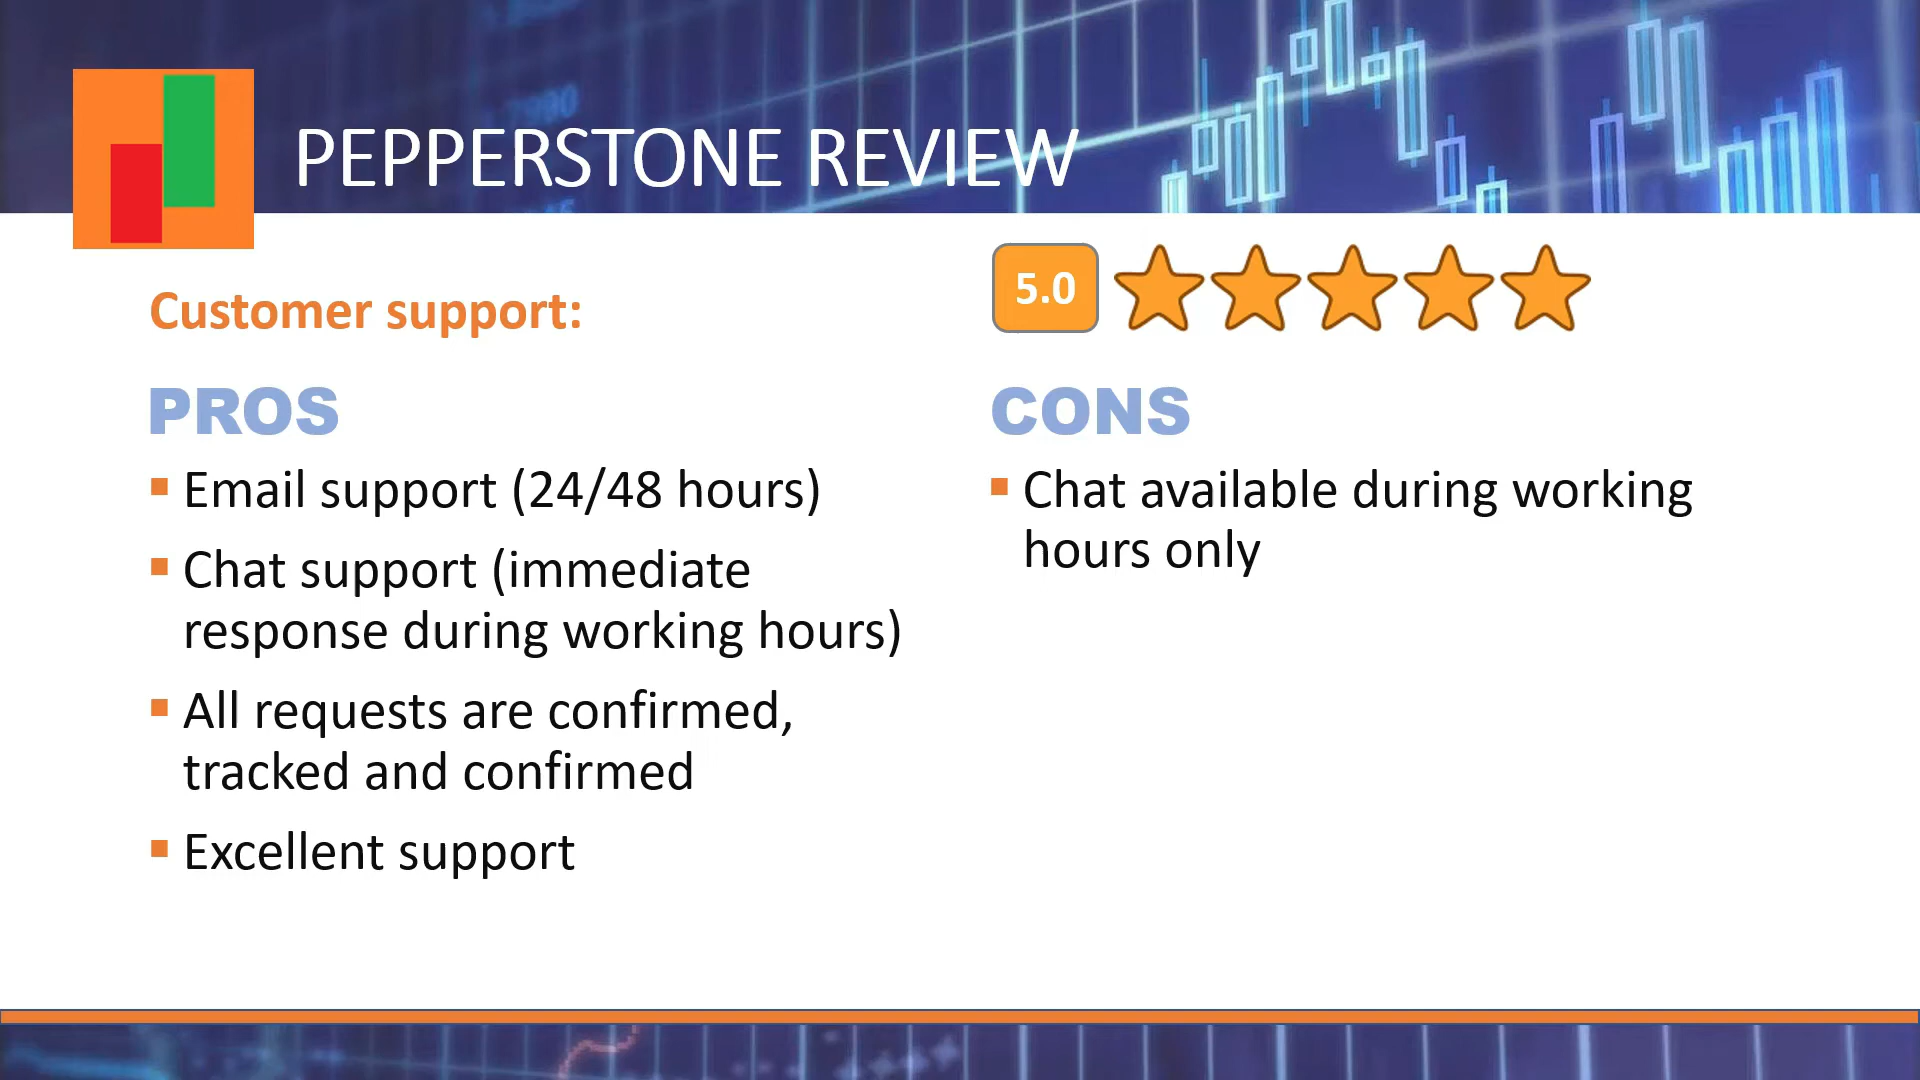 PEPPERSTONE REVIEW
Customer support:
5.0
PROS
Email support (24/48 hours)
Chat support (immediate
response during working hours)
All requests are confirmed,
tracked and confirmed
Excellent support
CONS
Chat available during working
hours only